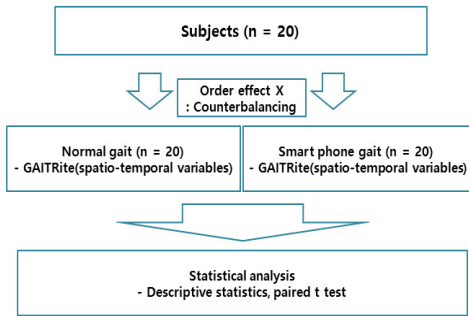 Subjects (n = 20)
Order effect X
: Counterbalancing
Normal gait (n = 20)
- GAITRite(spatio-temporal variables)
Smart phone gait (n = 20)
- GAITRite(spatio-temporal variables)
Statistical analysis
- Descriptive statistics, paired t test